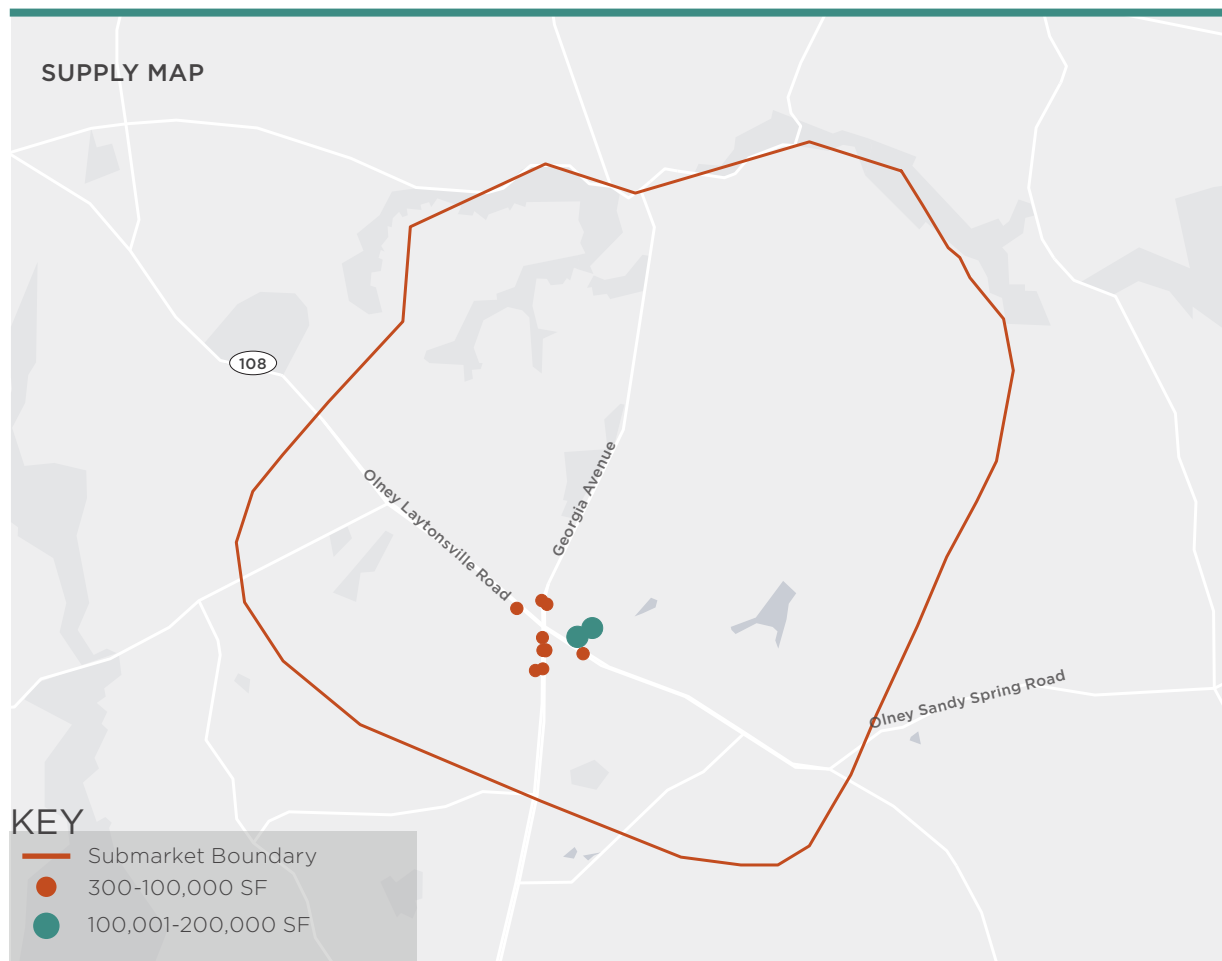 SUPPLY MAP
108
Olney Laytonsville Road
Georgia Avenue
Olney Sandy Spring Road
KEY
Submarket Boundary
300-100,000 SF
100,001-200,000 SF